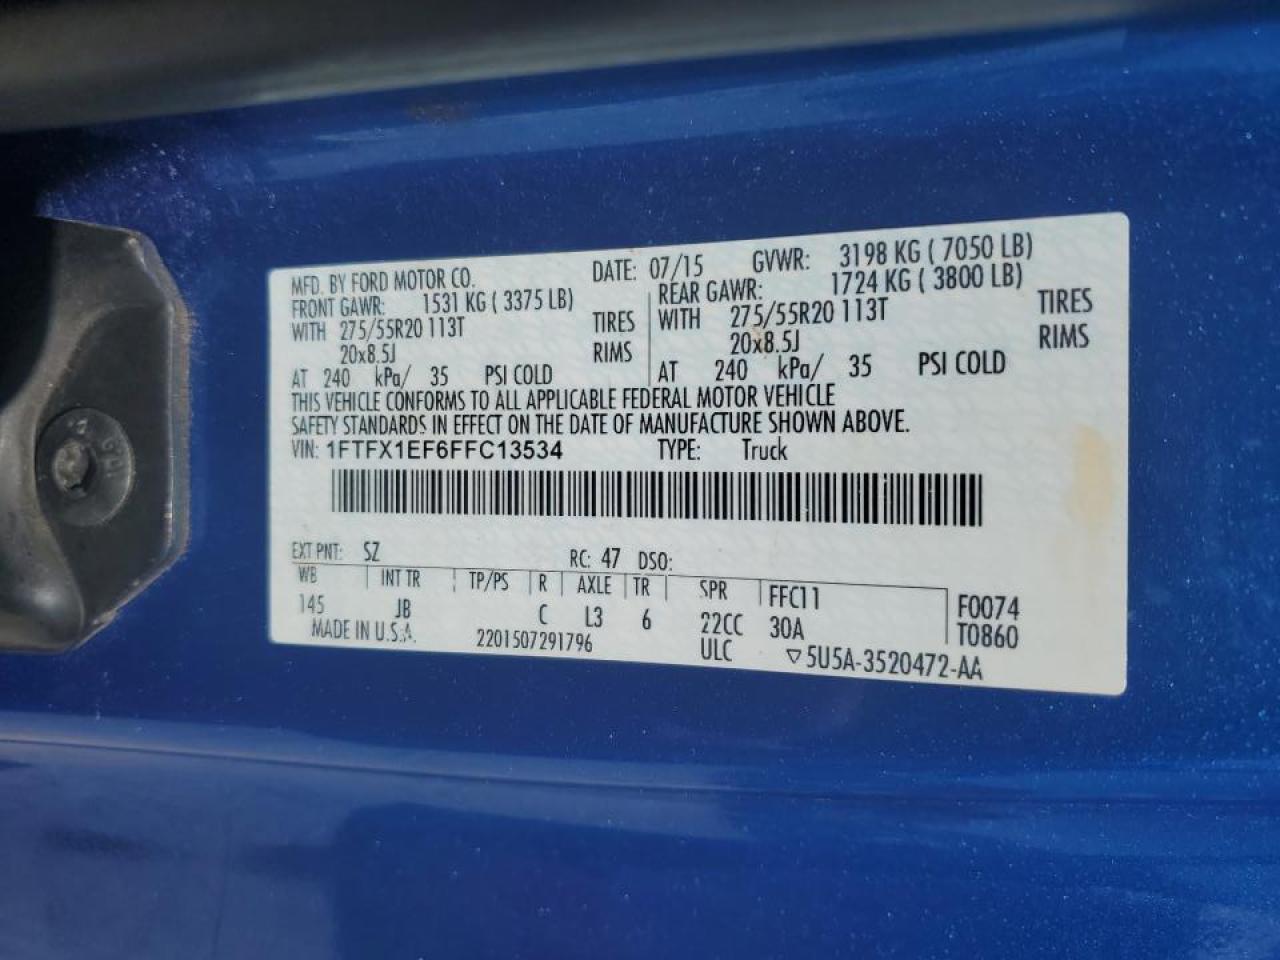 MFD. BY FORD MOTOR CO. DATE: 07/15 GVWR: 3198 KG ( 7050 LB)
FRONT GAWR: 1531 KG ( 3375 LB) REAR GAWR: 1724 KG ( 3800 LB)
WITH 275/55R20 113T TIRES WITH 275/55R20 113T TIRES
20x8.5J RIMS 20x8.5J RIMS
AT 240 kPa/ 35 PSI COLD AT 240 kPa/ 35 PSI COLD
THIS VEHICLE CONFORMS TO ALL APPLICABLE FEDERAL MOTOR VEHICLE
SAFETY STANDARDS IN EFFECT ON THE DATE OF MANUFACTURE SHOWN ABOVE.
VIN: 1FTFX1EF6FFC13534 TYPE: Truck
EXT PNT: SZ RC: 47 DSO:
WB INT TR TP/PS R AXLE TR SPR FFC11 F0074
145 JB C L3 6 22CC 30A T0860
MADE IN U.S.A. 2201507291796 ULC ▽5U5A-3520472-AA